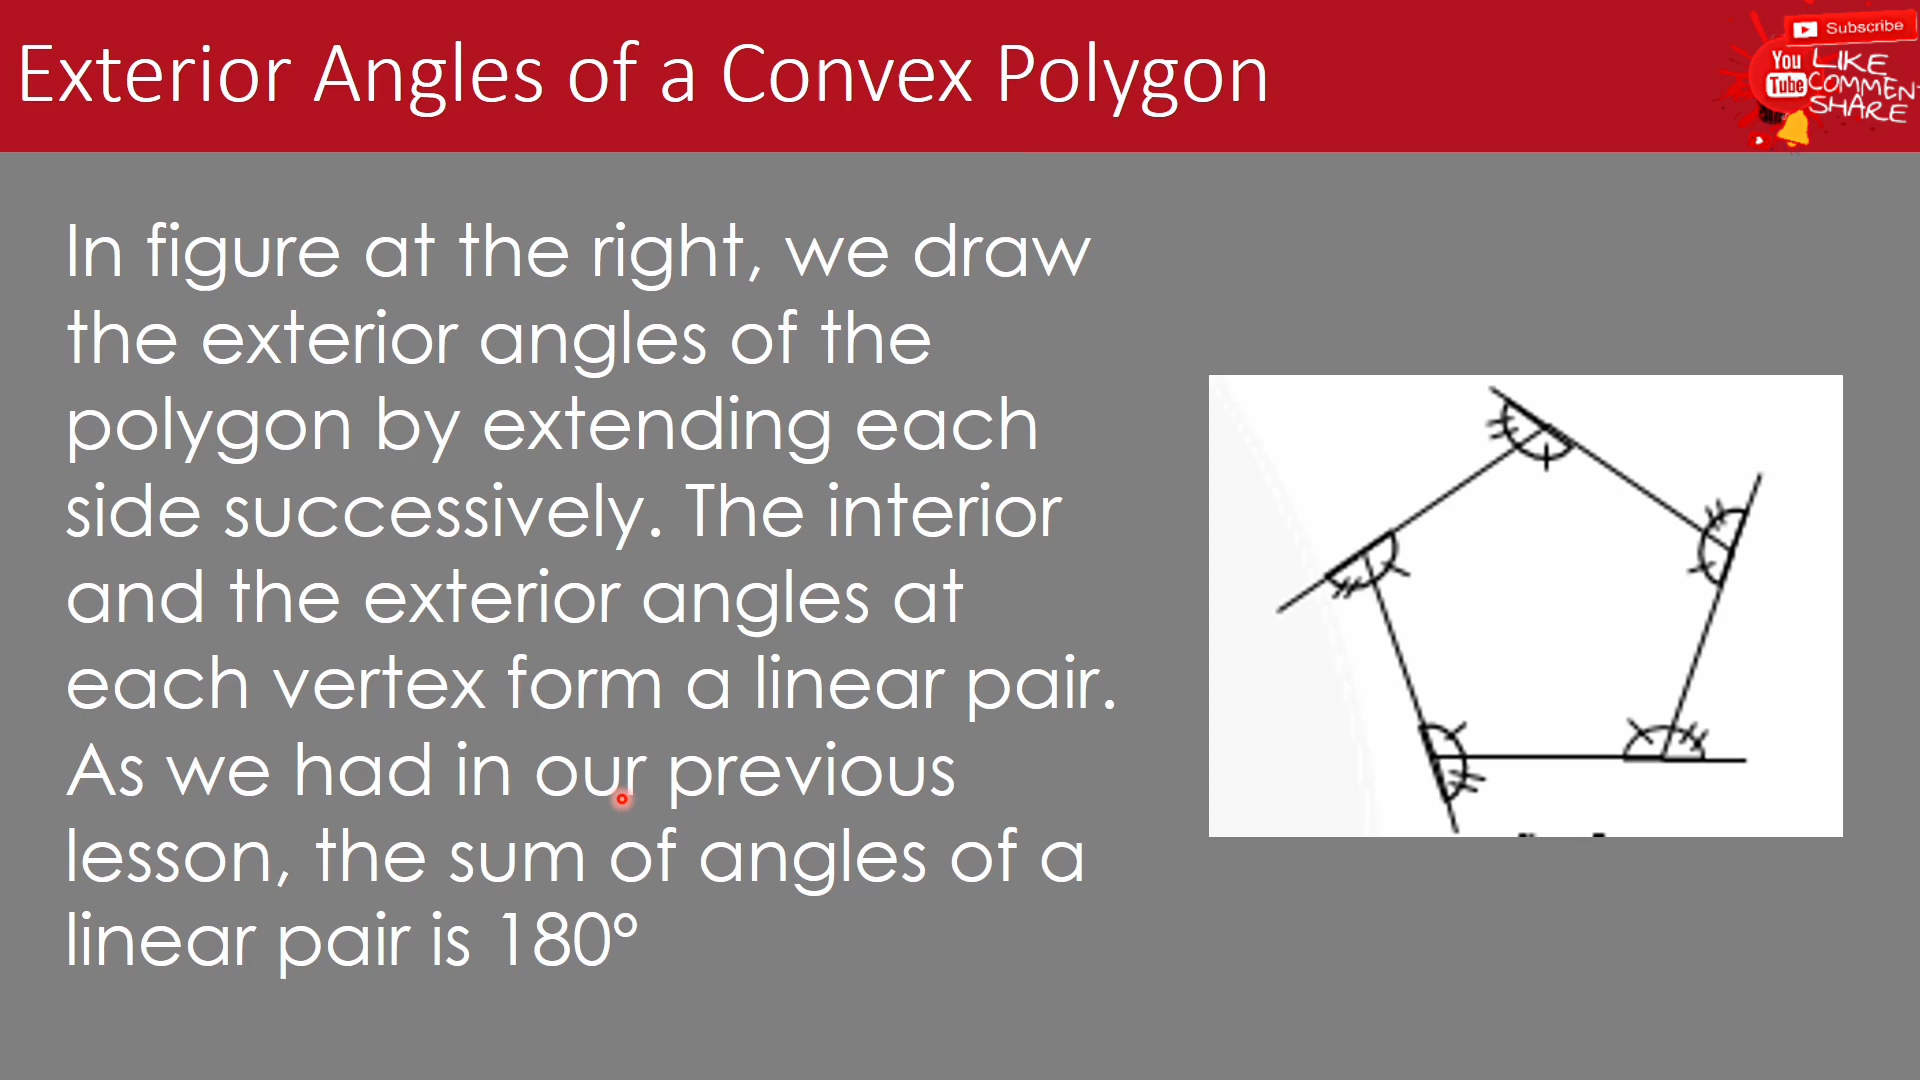 Exterior Angles of a Convex Polygon
Subscribe
You LIKE
Tube COMMENT
SHARE
In figure at the right, we draw
the exterior angles of the
polygon by extending each
side successively. The interior
and the exterior angles at
each vertex form a linear pair.
As we had in our previous
lesson, the sum of angles of a
linear pair is 180°